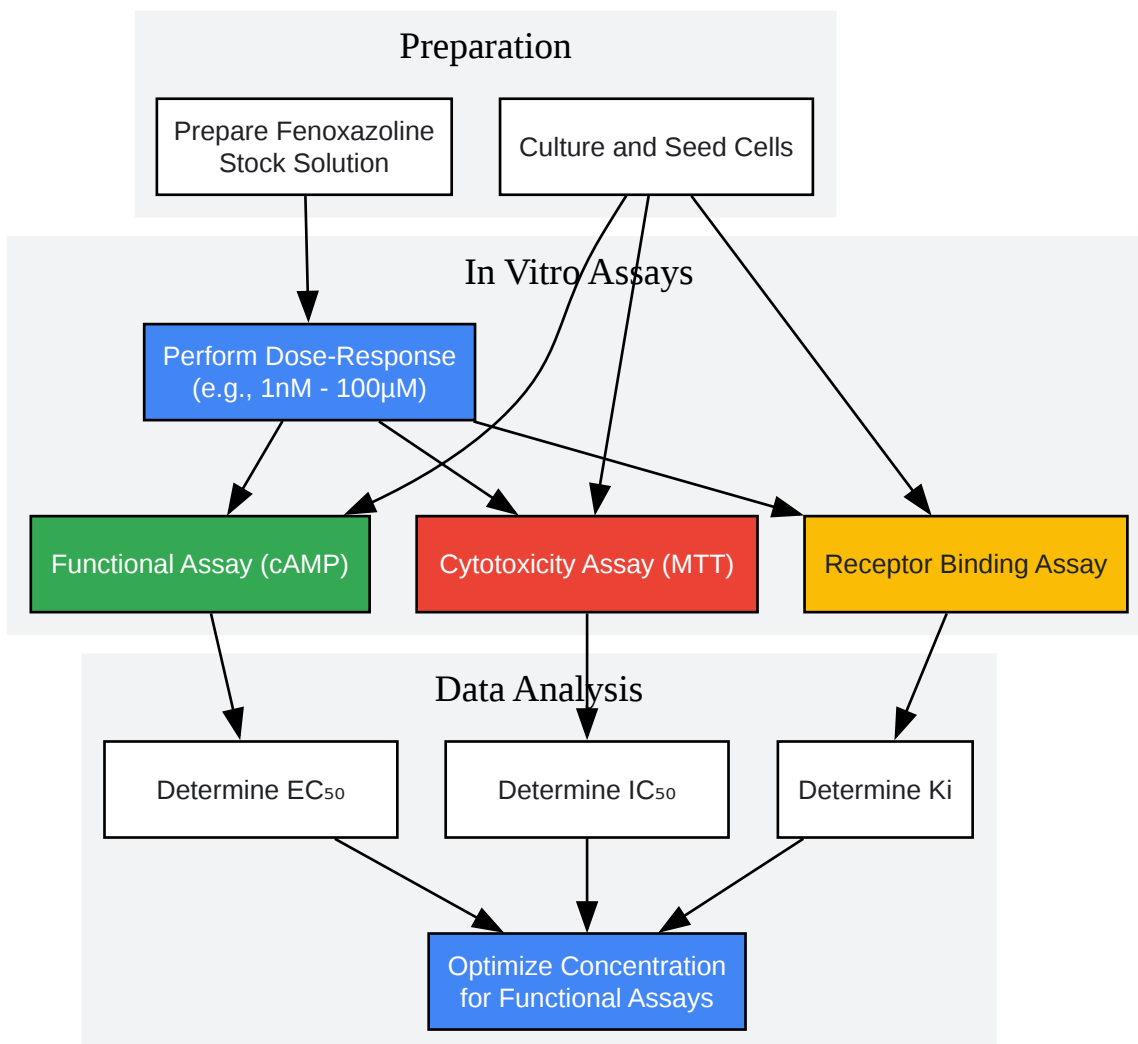 Preparation
Prepare Fenoxazoline
Stock Solution
Culture and Seed Cells
In Vitro Assays
Perform Dose-Response
(e.g., 1nM - 100µM)
Functional Assay (cAMP)
Cytotoxicity Assay (MTT)
Receptor Binding Assay
Data Analysis
Determine EC₅₀
Determine IC₅₀
Determine Ki
Optimize Concentration
for Functional Assays